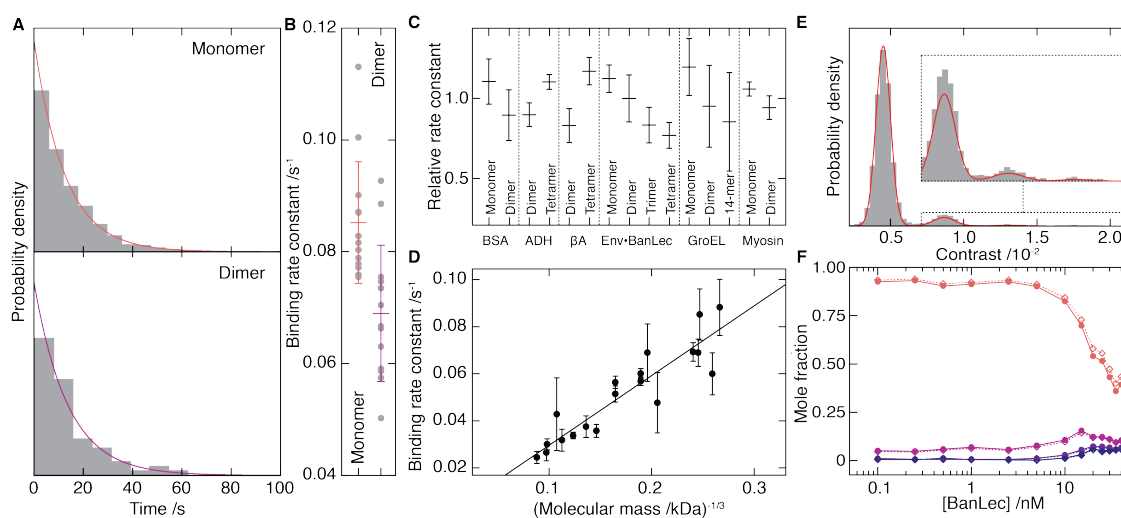 A
Monomer
Dimer
Probability density
0 20 40 60 80 100
Time /s
B
0.12
0.10
0.08
0.06
0.04
Binding rate constant /s⁻¹
Dimer
Monomer
C
1.0
0.5
Relative rate constant
Monomer Dimer Dimer Tetramer Dimer Tetramer Monomer Dimer Trimer Tetramer Monomer Dimer 14-mer Monomer Dimer
BSA ADH βA Env•BanLec GroEL Myosin
D
0.10
0.08
0.06
0.04
0.02
Binding rate constant /s⁻¹
0.1 0.2 0.3
(Molecular mass /kDa)⁻¹/³
E
Probability density
0.5 1.0 1.5 2.0
Contrast /10⁻²
F
1.00
0.75
0.50
0.25
0
Mole fraction
0.1 1 10
[BanLec] /nM